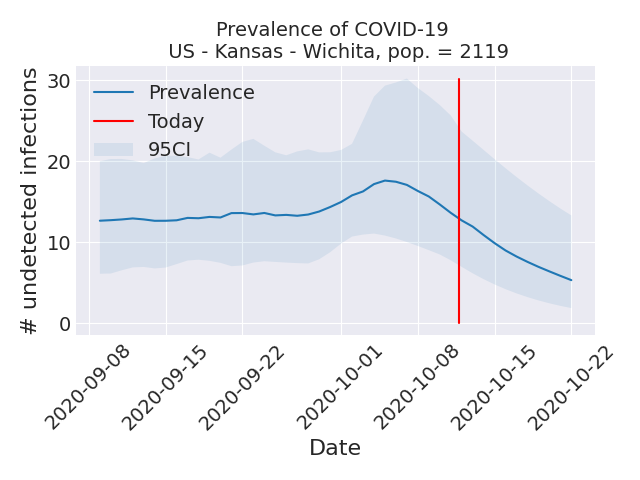 Prevalence of COVID-19
US - Kansas - Wichita, pop. = 2119
# undetected infections
30
20
10
0
Prevalence
Today
95CI
2020-09-08
2020-09-15
2020-09-22
2020-10-01
2020-10-08
2020-10-15
2020-10-22
Date